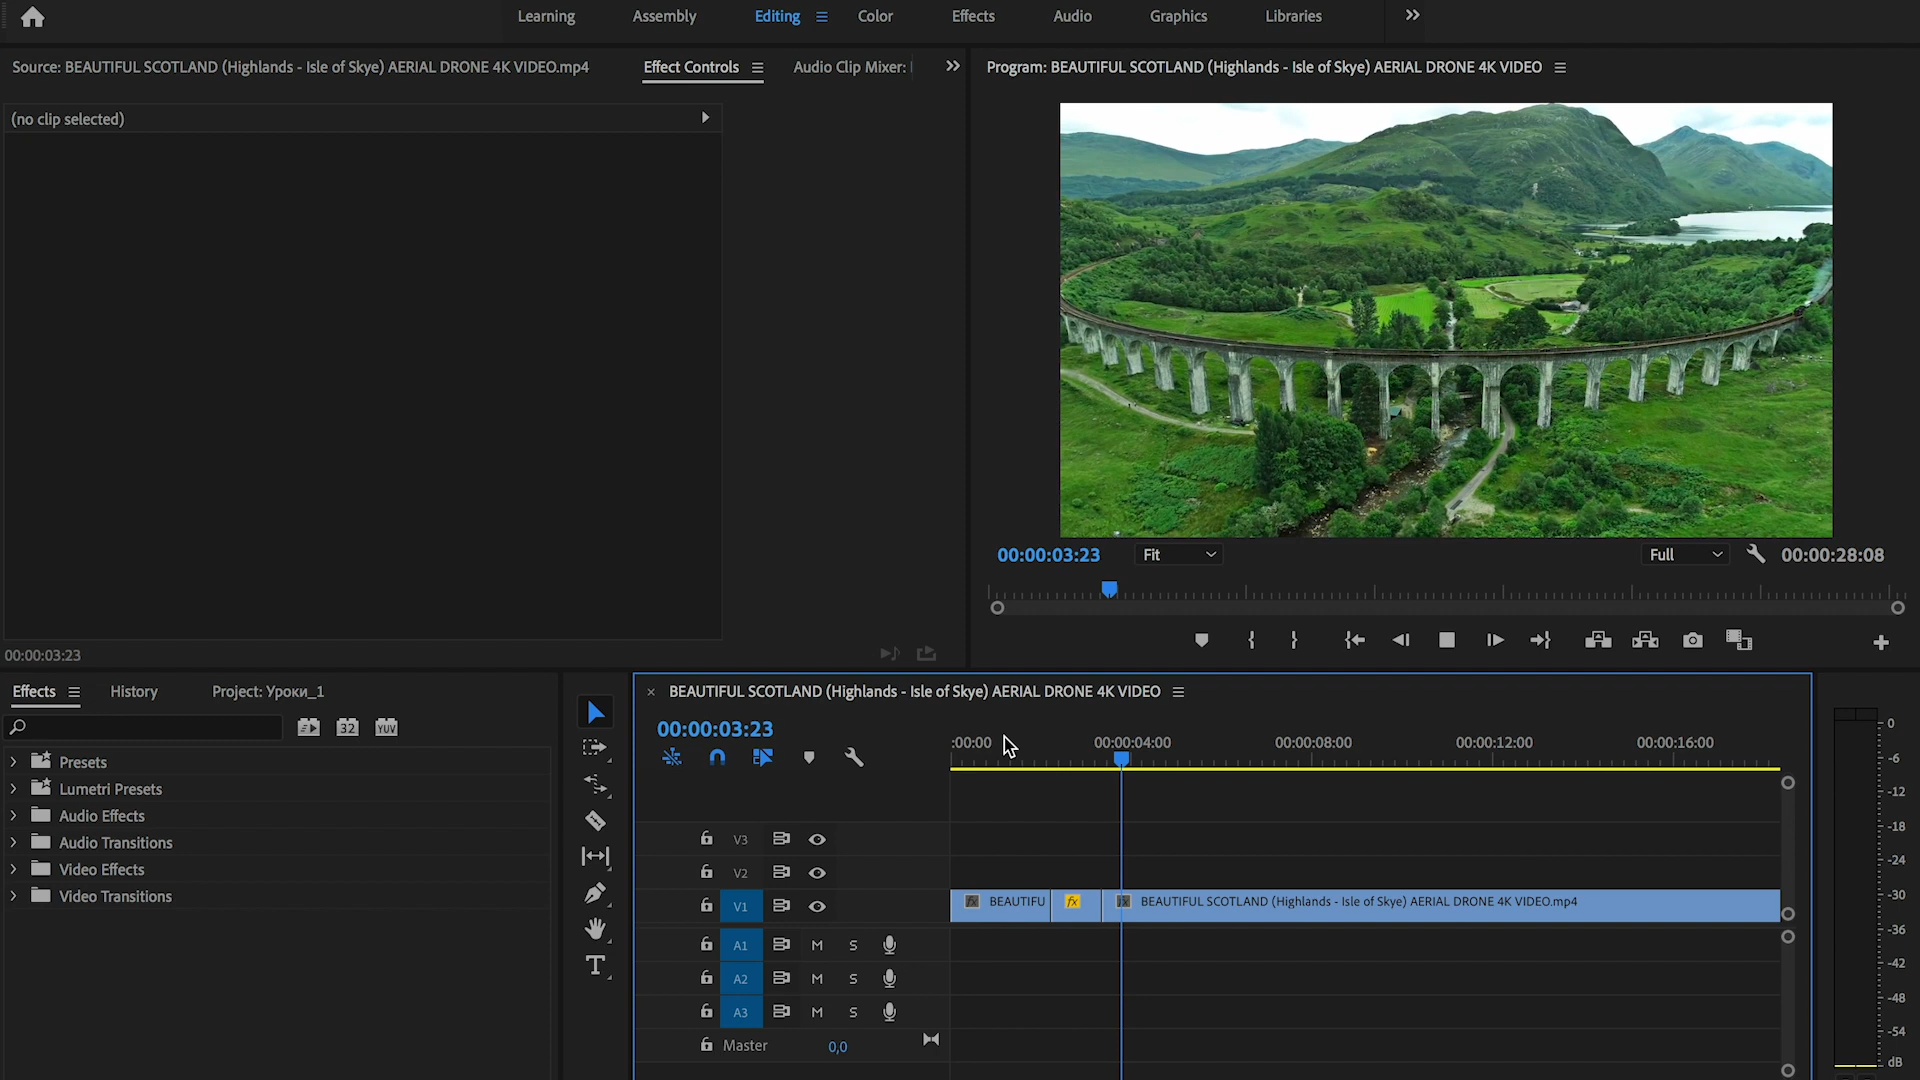 Learning Assembly Editing Color Effects Audio Graphics Libraries
Source: BEAUTIFUL SCOTLAND (Highlands - Isle of Skye) AERIAL DRONE 4K VIDEO.mp4 Effect Controls Audio Clip Mixer:
Program: BEAUTIFUL SCOTLAND (Highlands - Isle of Skye) AERIAL DRONE 4K VIDEO
(no clip selected)
00:00:03:23 Fit Full 00:00:28:08
00:00:03:23
Effects History Project: Уроки_1
32 YUV
Presets
Lumetri Presets
Audio Effects
Audio Transitions
Video Effects
Video Transitions
T
BEAUTIFUL SCOTLAND (Highlands - Isle of Skye) AERIAL DRONE 4K VIDEO
00:00:03:23
:00:00 00:00:04:00 00:00:08:00 00:00:12:00 00:00:16:00
V3
V2
V1 fx BEAUTIFU fx fx BEAUTIFUL SCOTLAND (Highlands - Isle of Skye) AERIAL DRONE 4K VIDEO.mp4
A1 M S
A2 M S
A3 M S
Master 0,0
0
-6
-12
-18
-24
-30
-36
-42
-48
-54
dB